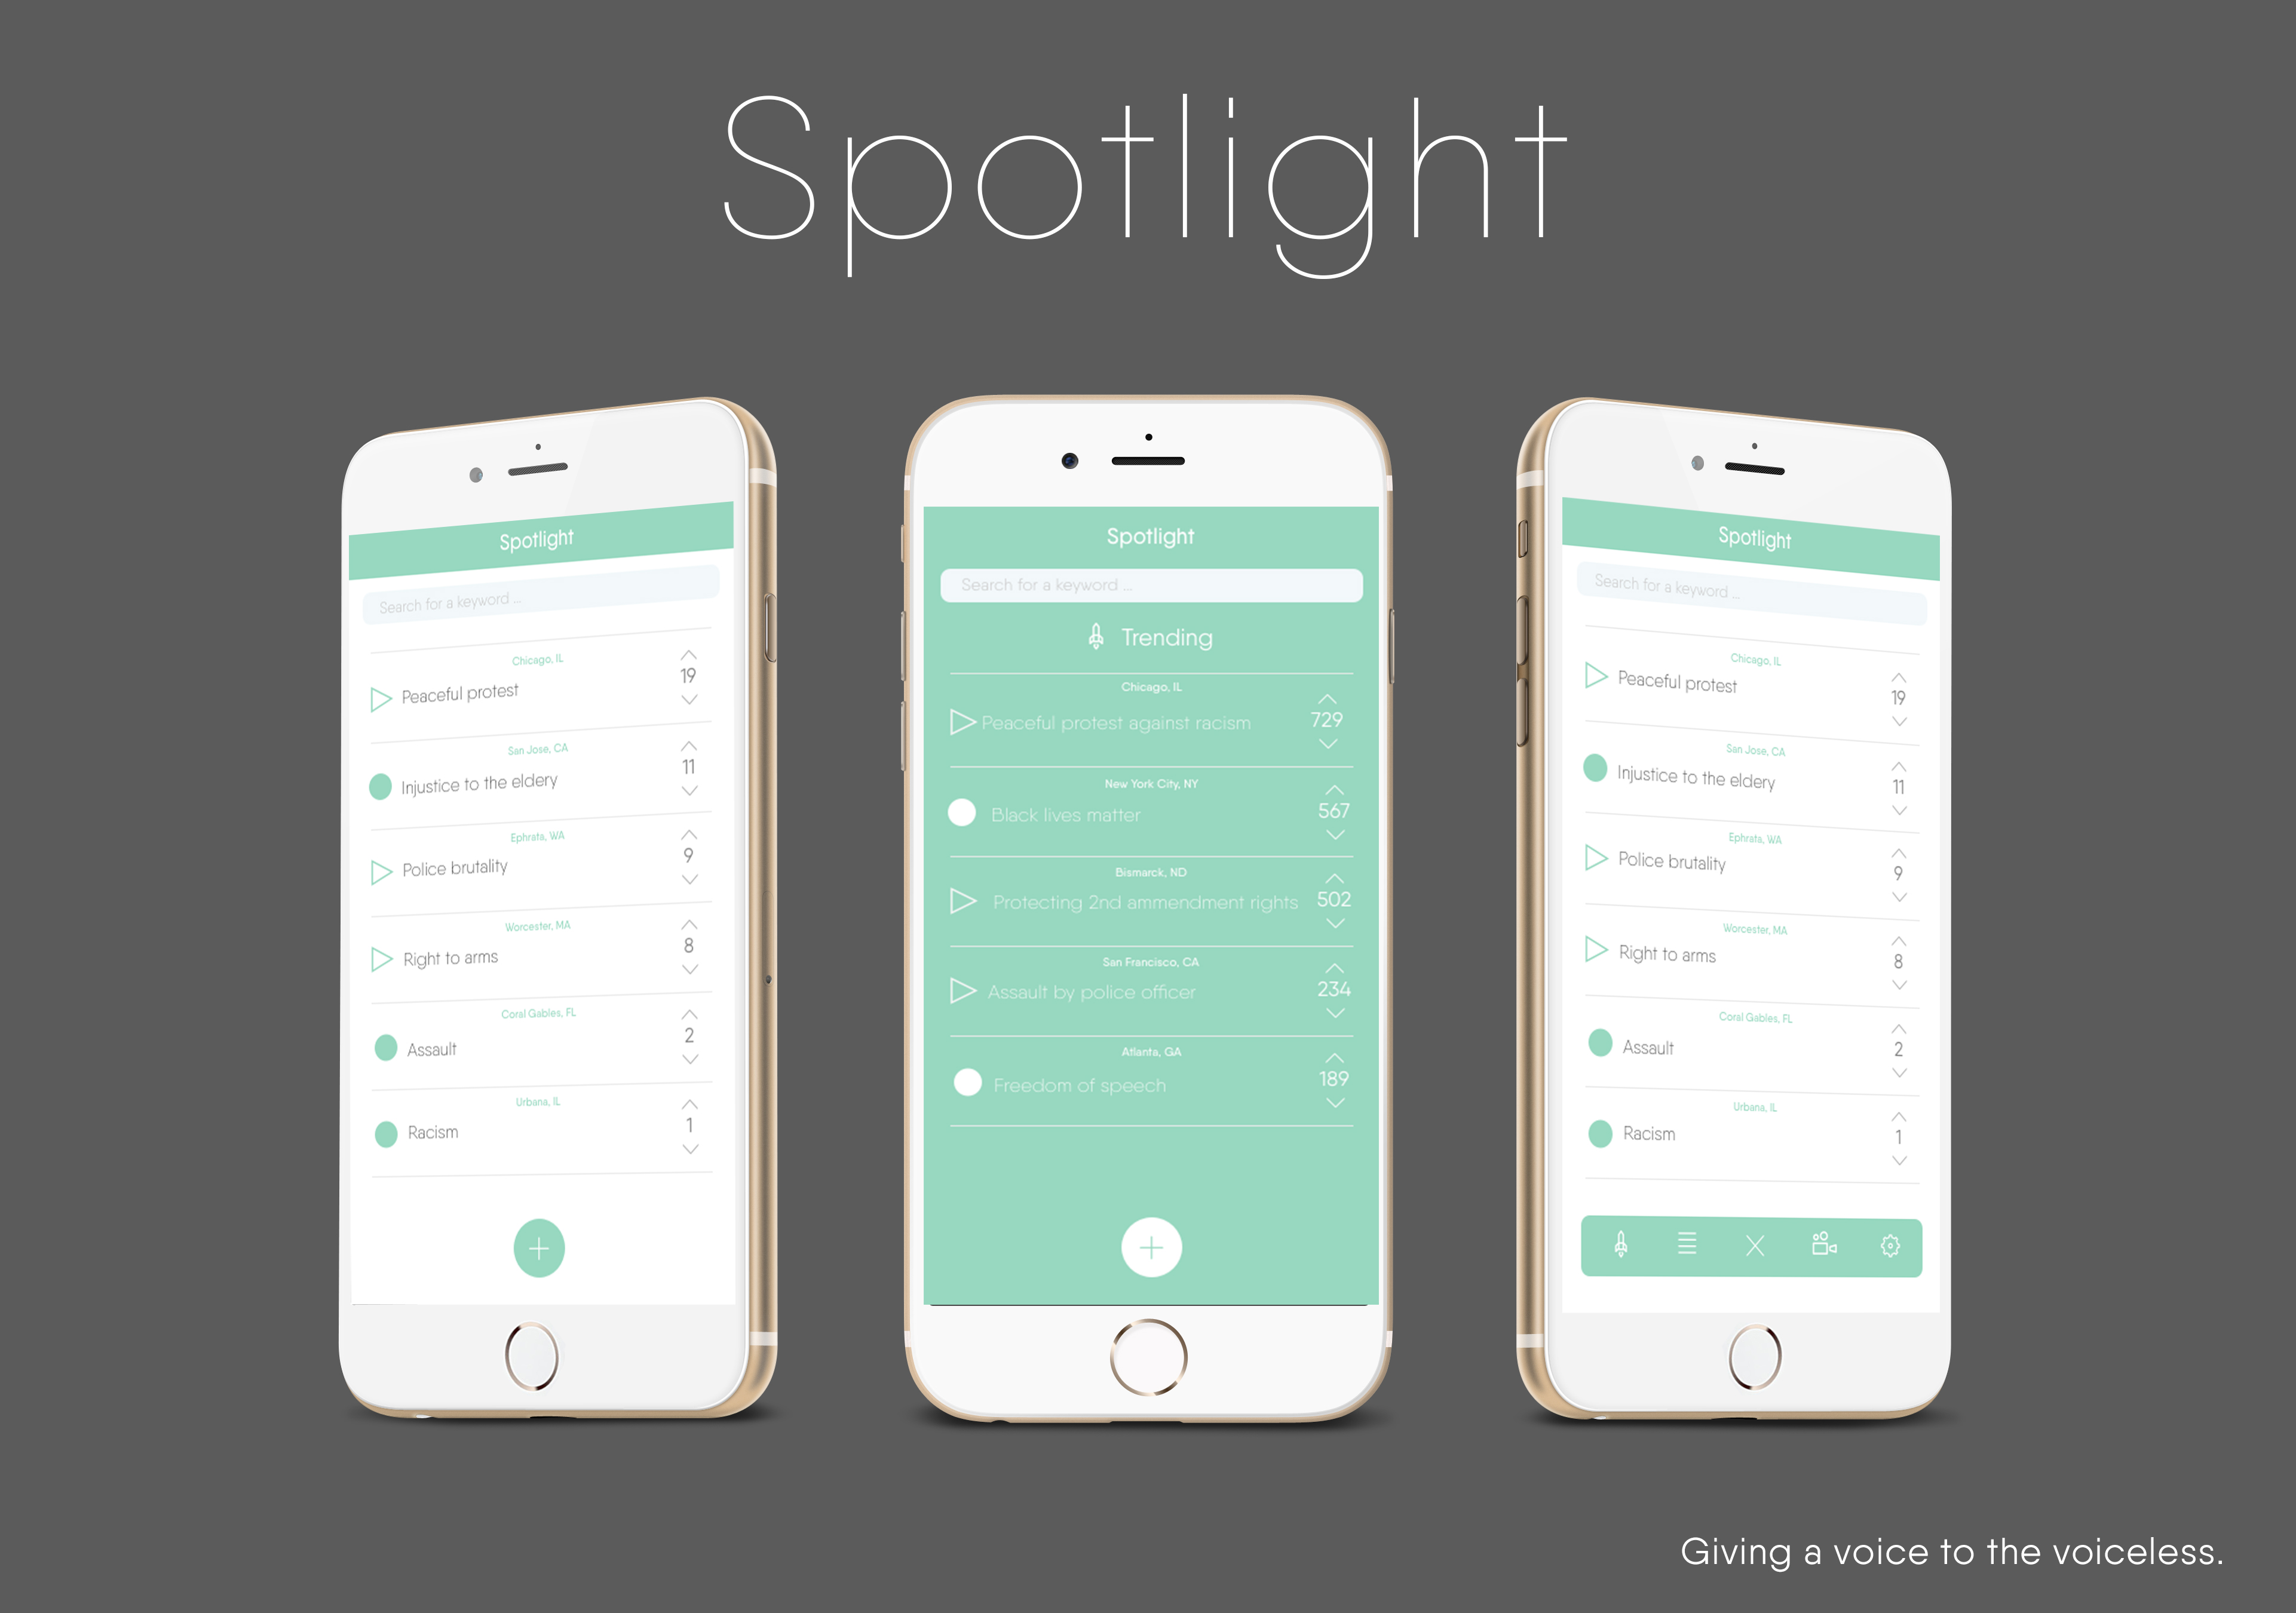 Spotlight
Spotlight
Search for a keyword ...
Chicago, IL
Peaceful protest
19
San Jose, CA
Injustice to the eldery
11
Ephrata, WA
Police brutality
9
Worcester, MA
Right to arms
8
Coral Gables, FL
Assault
2
Urbana, IL
Racism
1
Spotlight
Search for a keyword ...
Trending
Chicago, IL
Peaceful protest against racism
729
New York City, NY
Black lives matter
567
Bismarck, ND
Protecting 2nd ammendment rights
502
San Francisco, CA
Assault by police officer
234
Atlanta, GA
Freedom of speech
189
Spotlight
Search for a keyword ...
Chicago, IL
Peaceful protest
19
San Jose, CA
Injustice to the eldery
11
Ephrata, WA
Police brutality
9
Worcester, MA
Right to arms
8
Coral Gables, FL
Assault
2
Urbana, IL
Racism
1
Giving a voice to the voiceless.